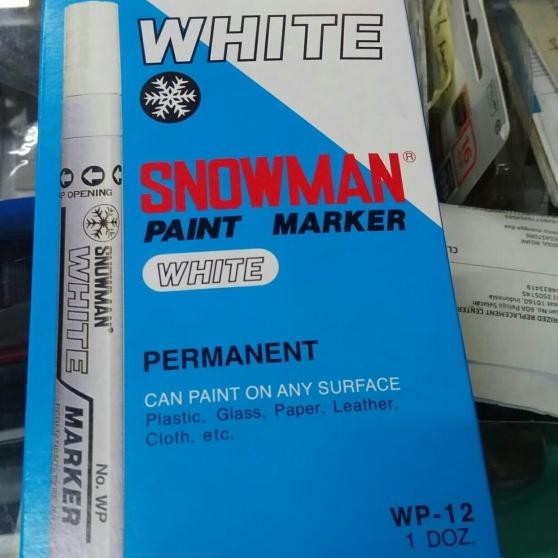 WHITE
SNOWMAN®
PAINT MARKER
WHITE
PERMANENT
CAN PAINT ON ANY SURFACE
Plastic, Glass, Paper, Leather,
Cloth, etc.
WP-12
1 DOZ.
OPENING
SNOWMAN
WHITE
MARKER
No. WP